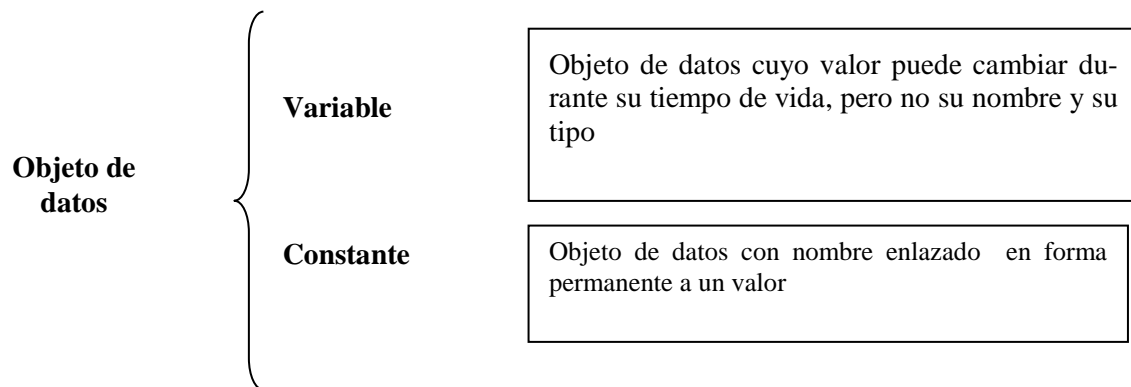 Objeto de
datos
Variable
Objeto de datos cuyo valor puede cambiar du-
rante su tiempo de vida, pero no su nombre y su
tipo
Constante
Objeto de datos con nombre enlazado en forma
permanente a un valor